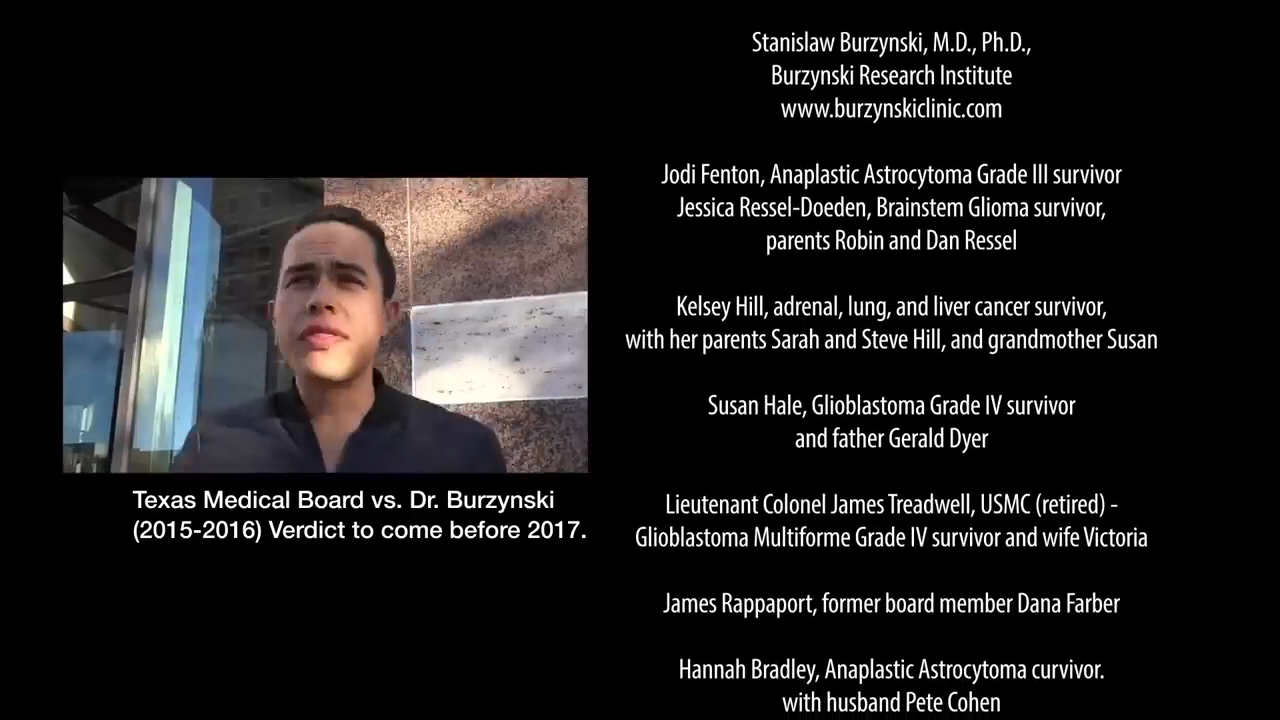 Stanislaw Burzynski, M.D., Ph.D.,
Burzynski Research Institute
www.burzynskiclinic.com
Jodi Fenton, Anaplastic Astrocytoma Grade III survivor
Jessica Ressel-Doeden, Brainstem Glioma survivor,
parents Robin and Dan Ressel
Kelsey Hill, adrenal, lung, and liver cancer survivor,
with her parents Sarah and Steve Hill, and grandmother Susan
Susan Hale, Glioblastoma Grade IV survivor
and father Gerald Dyer
Lieutenant Colonel James Treadwell, USMC (retired) -
Glioblastoma Multiforme Grade IV survivor and wife Victoria
James Rappaport, former board member Dana Farber
Hannah Bradley, Anaplastic Astrocytoma curvivor.
with husband Pete Cohen
Texas Medical Board vs. Dr. Burzynski
(2015-2016) Verdict to come before 2017.